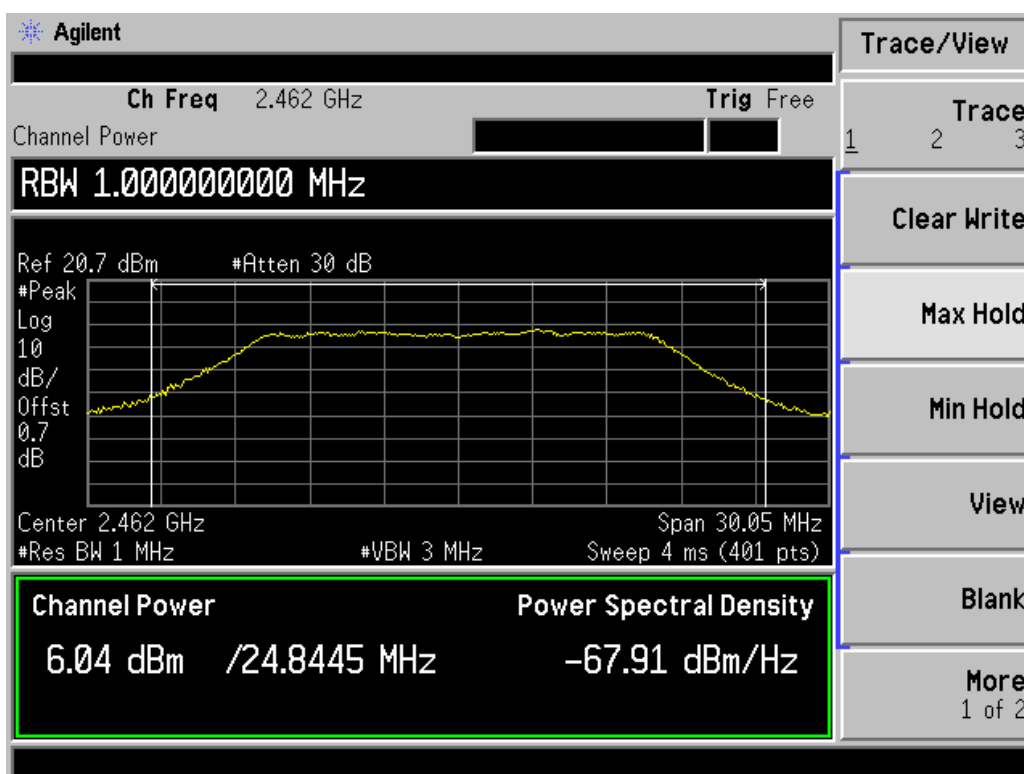 Agilent
Trace/View
Ch Freq 2.462 GHz Trig Free
Channel Power
Trace
1 2 3
RBW 1.000000000 MHz
Clear Write
Ref 20.7 dBm #Atten 30 dB
#Peak
Log
10
dB/
Offst
0.7
dB
Max Hold
Min Hold
Center 2.462 GHz Span 30.05 MHz
#Res BW 1 MHz #VBW 3 MHz Sweep 4 ms (401 pts)
View
Channel Power Power Spectral Density
6.04 dBm /24.8445 MHz -67.91 dBm/Hz
Blank
More
1 of 2